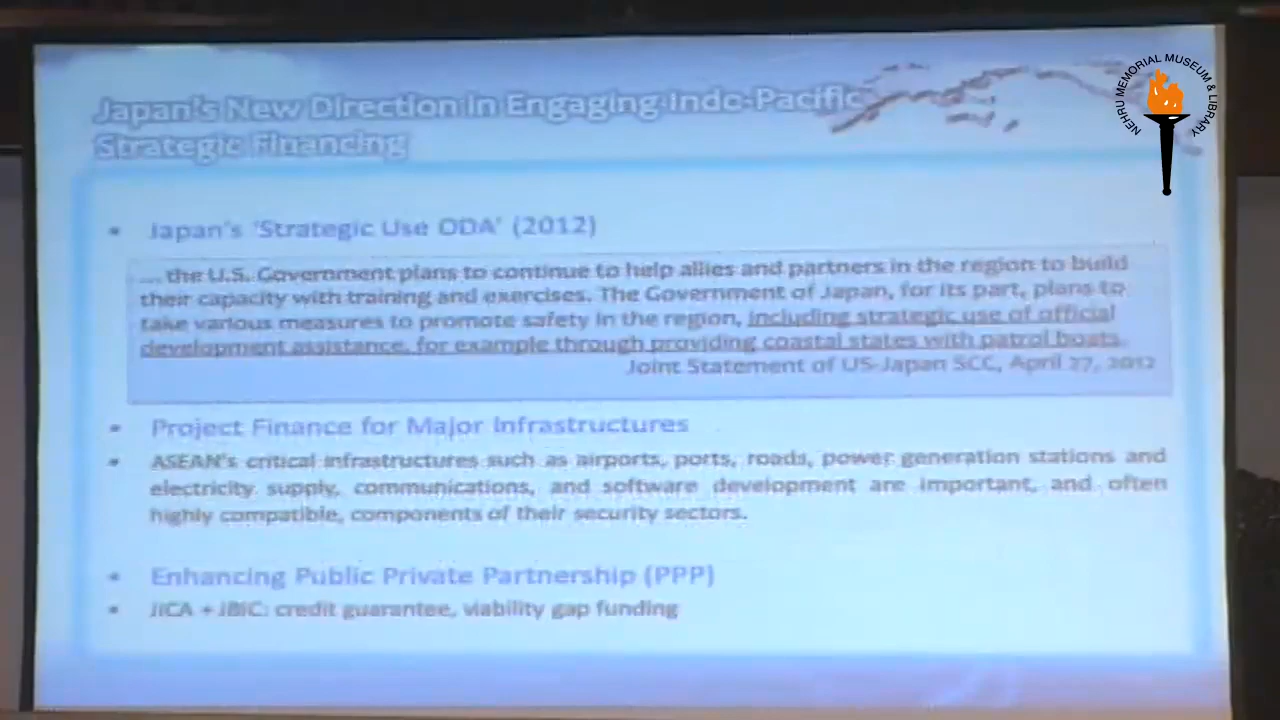 Japan's New Direction in Engaging Indo-Pacific
Strategic Financing
NEHRU MEMORIAL MUSEUM & LIBRARY
• Japan's 'Strategic Use ODA' (2012)
.... the U.S. Government plans to continue to help allies and partners in the region to build
their capacity with training and exercises. The Government of Japan, for its part, plans to
take various measures to promote safety in the region, including strategic use of official
development assistance, for example through providing coastal states with patrol boats.
Joint Statement of US-Japan SCC, April 27, 2012
• Project Finance for Major Infrastructures
• ASEAN's critical infrastructures such as airports, ports, roads, power generation stations and
electricity supply, communications, and software development are important, and often
highly compatible, components of their security sectors.
• Enhancing Public Private Partnership (PPP)
• JICA + JBIC: credit guarantee, viability gap funding